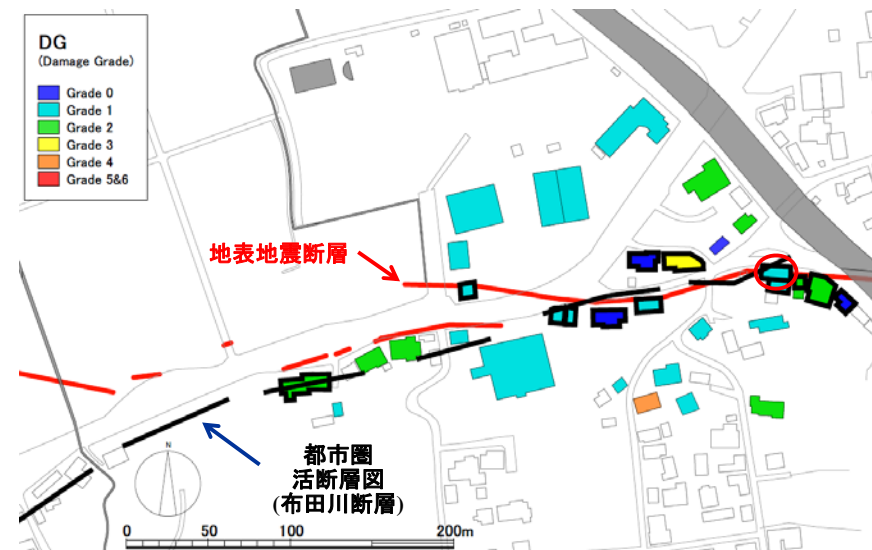 DG
(Damage Grade)
Grade 0
Grade 1
Grade 2
Grade 3
Grade 4
Grade 5&6
地表地震断層
都市圏
活断層図
(布田川断層)
N
0 50 100 200m